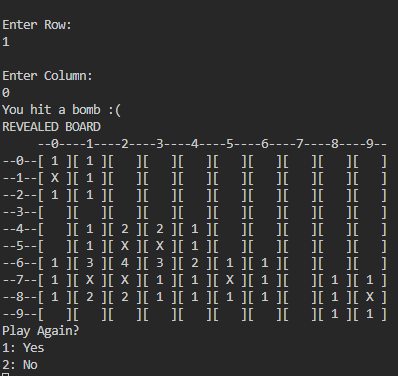 Enter Row:
1
Enter Column:
0
You hit a bomb :(
REVEALED BOARD
     --0----1----2----3----4----5----6----7----8----9--
--0--[ 1 ][ 1 ][   ][   ][   ][   ][   ][   ][   ][   ]
--1--[ X ][ 1 ][   ][   ][   ][   ][   ][   ][   ][   ]
--2--[ 1 ][ 1 ][   ][   ][   ][   ][   ][   ][   ][   ]
--3--[   ][   ][   ][   ][   ][   ][   ][   ][   ][   ]
--4--[   ][ 1 ][ 2 ][ 2 ][ 1 ][   ][   ][   ][   ][   ]
--5--[   ][ 1 ][ X ][ X ][ 1 ][   ][   ][   ][   ][   ]
--6--[ 1 ][ 3 ][ 4 ][ 3 ][ 2 ][ 1 ][ 1 ][   ][   ][   ]
--7--[ 1 ][ X ][ X ][ 1 ][ 1 ][ X ][ 1 ][   ][ 1 ][ 1 ]
--8--[ 1 ][ 2 ][ 2 ][ 1 ][ 1 ][ 1 ][ 1 ][   ][ 1 ][ X ]
--9--[   ][   ][   ][   ][   ][   ][   ][   ][ 1 ][ 1 ]
Play Again?
1: Yes
2: No